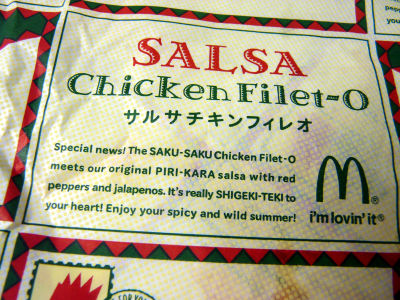 SALSA
Chicken Filet-O
サルサチキンフィレオ
Special news! The SAKU-SAKU Chicken Filet-O
meets our original PIRI-KARA salsa with red
peppers and jalapenos. It's really SHIGEKI-TEKI to
your heart! Enjoy your spicy and wild summer!
M®
i'm lovin' it®